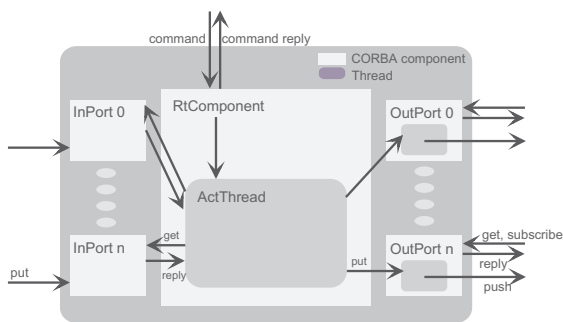 command
command reply
CORBA component
Thread
InPort 0
RtComponent
OutPort 0
ActThread
InPort n
get
reply
put
put
OutPort n
get, subscribe
reply
push